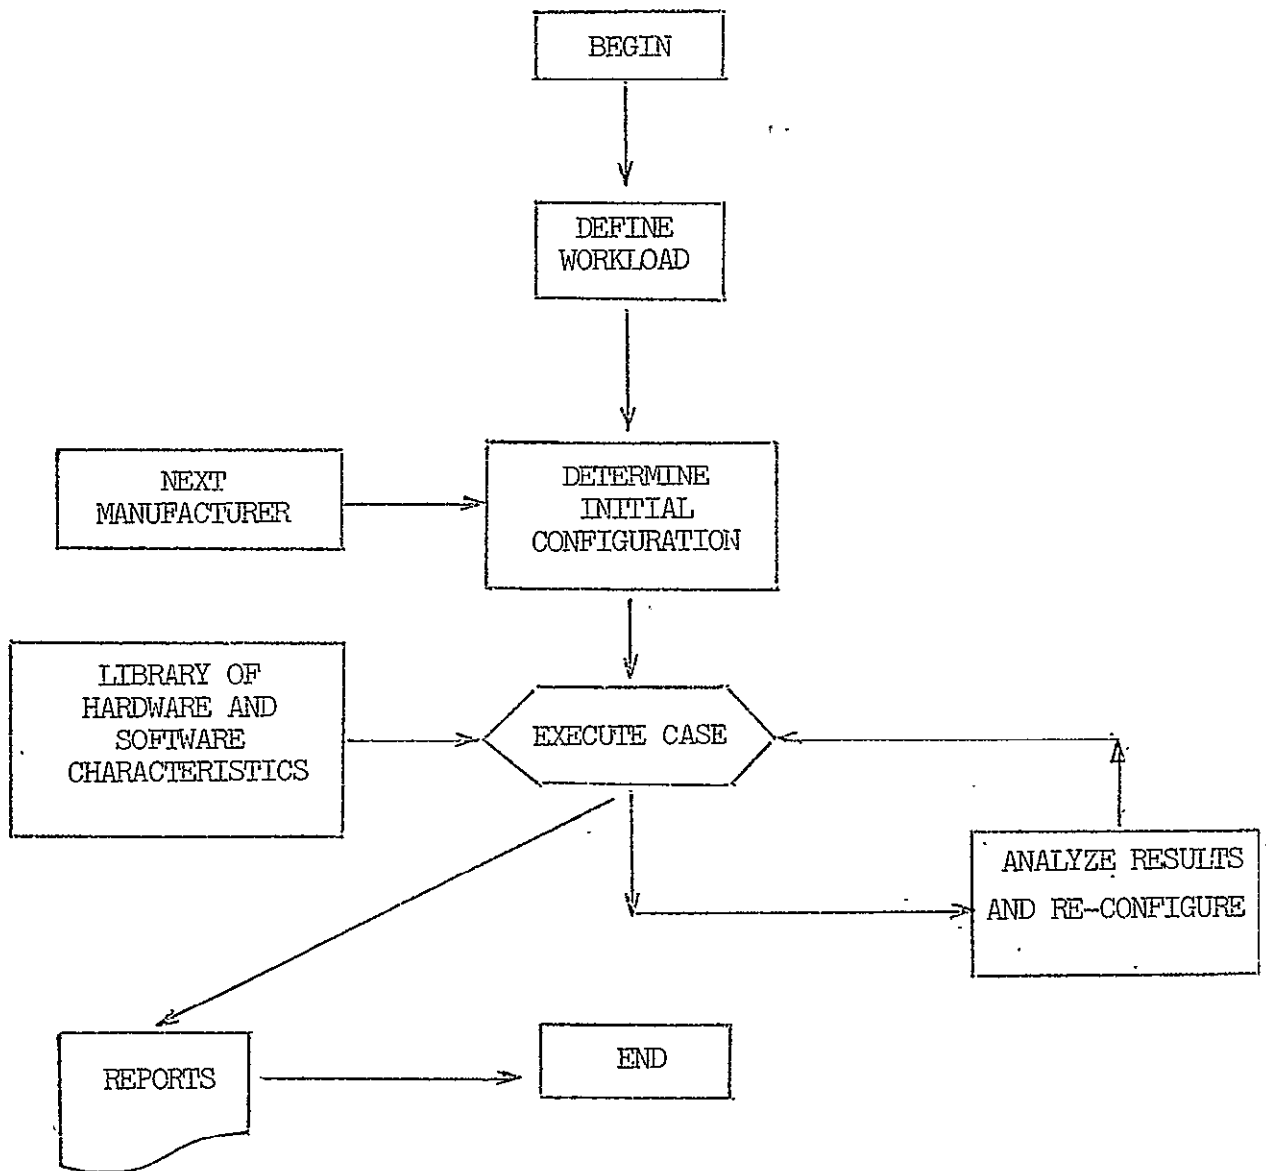 BEGIN
DEFINE
WORKLOAD
NEXT
MANUFACTURER
DETERMINE
INITIAL
CONFIGURATION
LIBRARY OF
HARDWARE AND
SOFTWARE
CHARACTERISTICS
EXECUTE CASE
ANALYZE RESULTS
AND RE-CONFIGURE
REPORTS
END